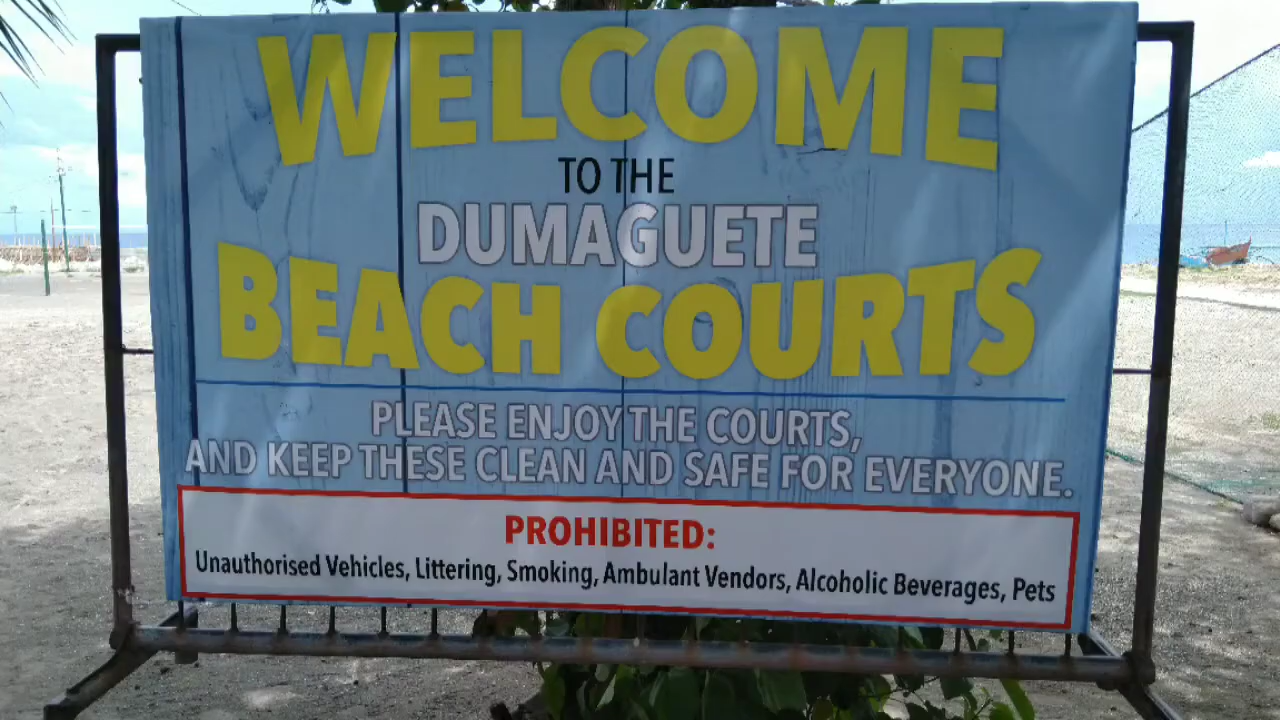 WELCOME
TO THE
DUMAGUETE
BEACH COURTS
PLEASE ENJOY THE COURTS,
AND KEEP THESE CLEAN AND SAFE FOR EVERYONE.
PROHIBITED:
Unauthorised Vehicles, Littering, Smoking, Ambulant Vendors, Alcoholic Beverages, Pets